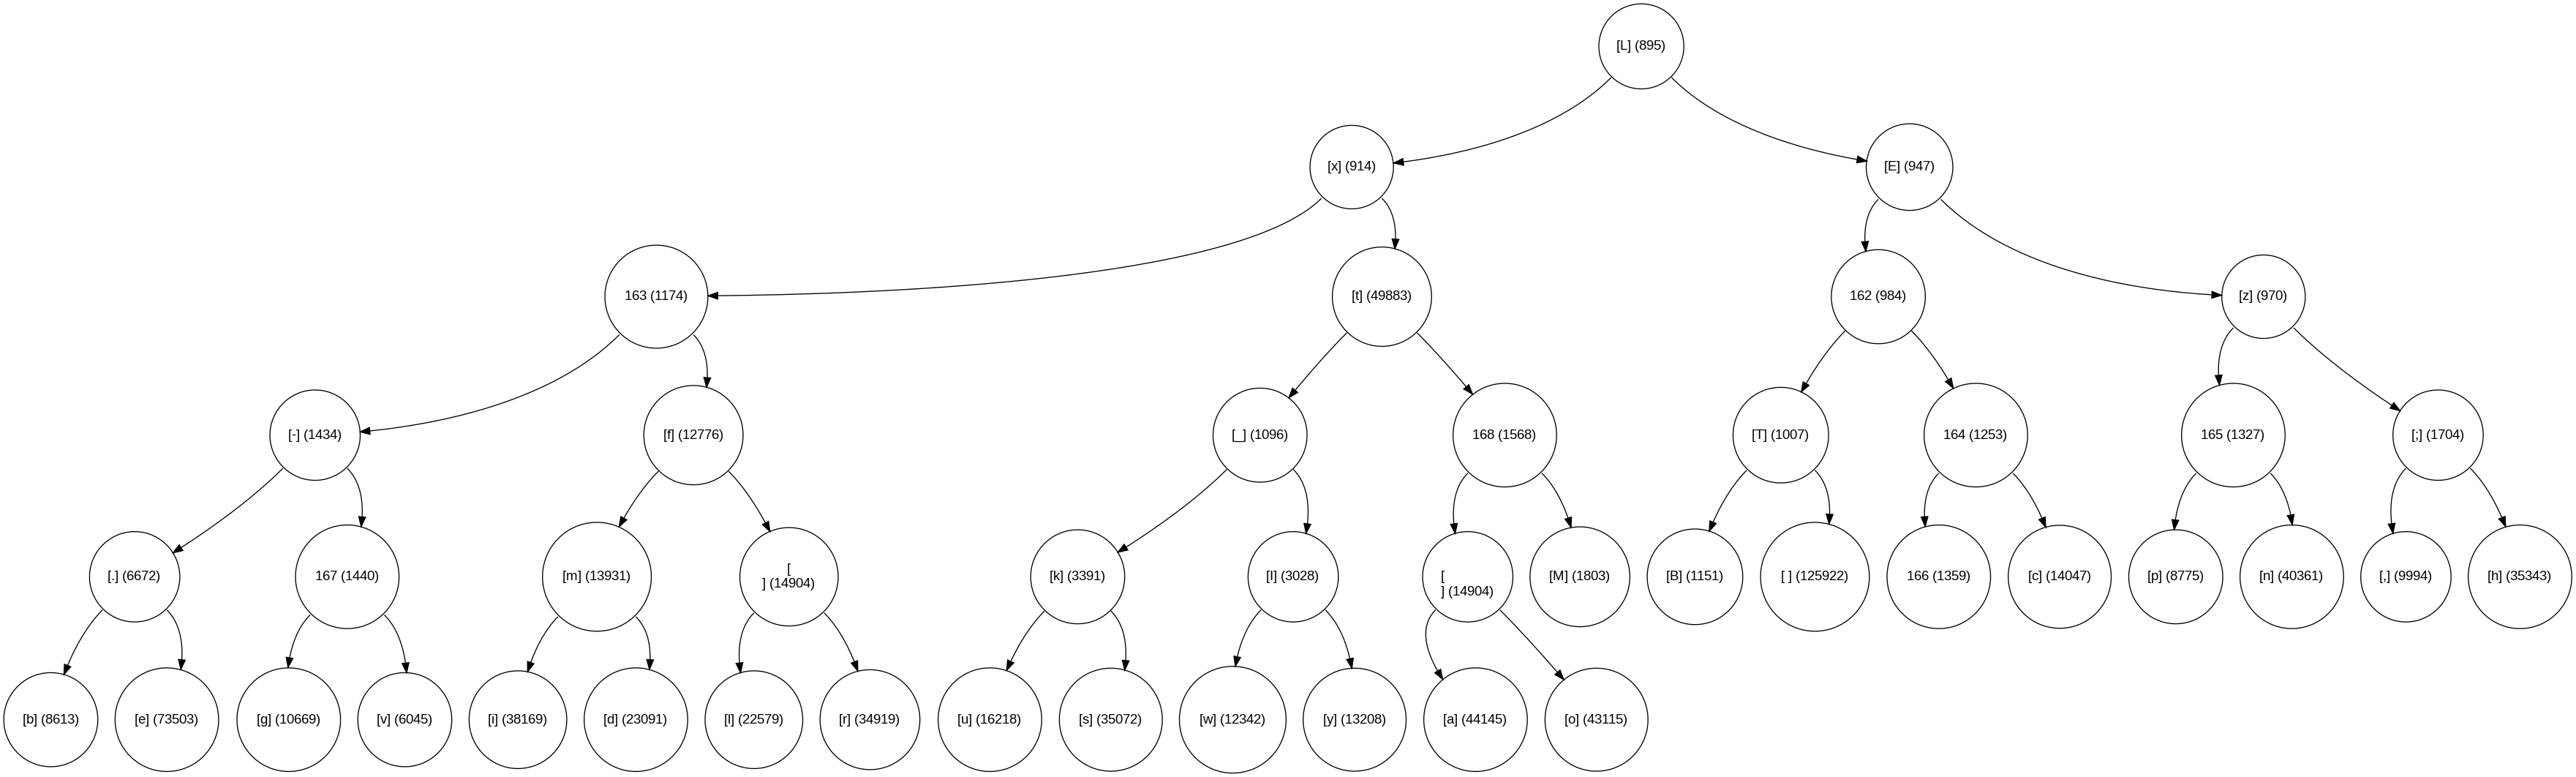 [L] (895)
[x] (914)
[E] (947)
163 (1174)
[t] (49883)
162 (984)
[z] (970)
[-] (1434)
[f] (12776)
[_] (1096)
168 (1568)
[T] (1007)
164 (1253)
165 (1327)
[;] (1704)
[.] (6672)
167 (1440)
[m] (13931)
[
] (14904)
[k] (3391)
[I] (3028)
[
] (14904)
[M] (1803)
[B] (1151)
[ ] (125922)
166 (1359)
[c] (14047)
[p] (8775)
[n] (40361)
[,] (9994)
[h] (35343)
[b] (8613)
[e] (73503)
[g] (10669)
[v] (6045)
[i] (38169)
[d] (23091)
[l] (22579)
[r] (34919)
[u] (16218)
[s] (35072)
[w] (12342)
[y] (13208)
[a] (44145)
[o] (43115)